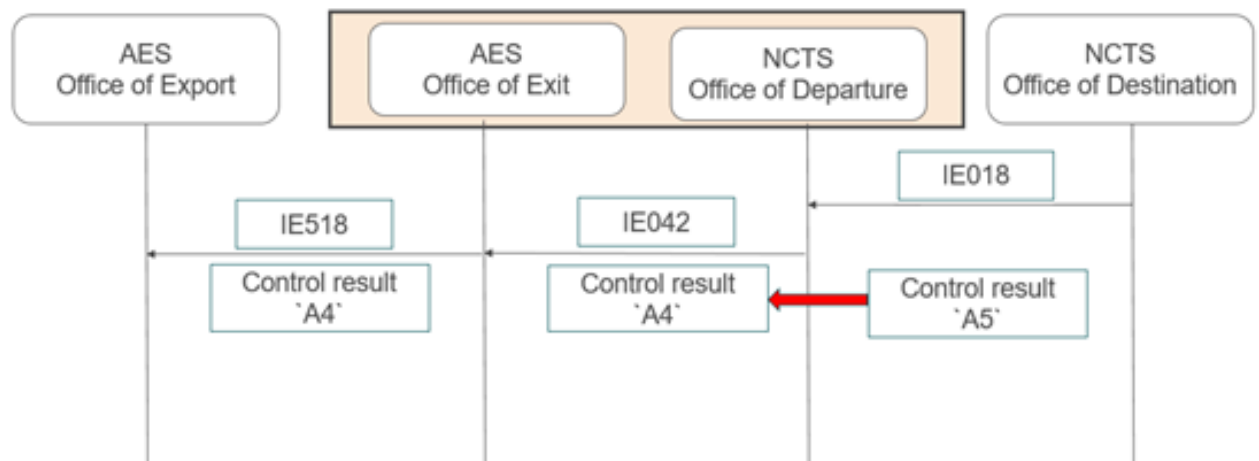 AES
Office of Export
AES
Office of Exit
NCTS
Office of Departure
NCTS
Office of Destination
IE018
IE518
IE042
Control result
`A4`
Control result
`A4`
Control result
`A5`